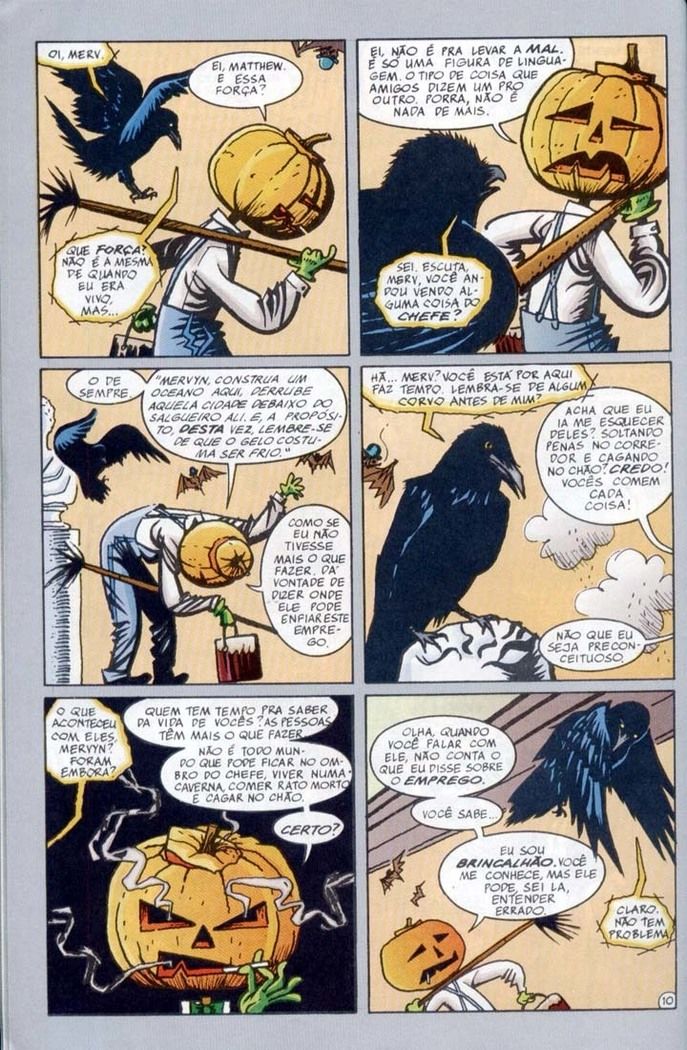 OI, MERV.
EI, MATTHEW.
E ESSA
FORÇA?
QUE FORÇA?
NÃO É A MESMA
DE QUANDO
EU ERA
VIVO,
MAS...
EI, NÃO É PRA LEVAR A MAL.
É SÓ UMA FIGURA DE LINGUA-
GEM. O TIPO DE COISA QUE
AMIGOS DIZEM UM PRO
OUTRO. PORRA, NÃO É
NADA DE MAIS.
SEI. ESCUTA,
MERV, VOCÊ AN-
DOU VENDO AL-
GUMA COISA DO
CHEFE?
O DE
SEMPRE.
"MERVYN, CONSTRUA UM
OCEANO AQUI, DERRUBE
AQUELA CIDADE DEBAIXO DO
SALGUEIRO ALI. E, A PROPÓSI-
TO, DESTA VEZ, LEMBRE-SE
DE QUE O GELO COSTU-
MA SER FRIO."
COMO SE
EU NÃO
TIVESSE
MAIS O QUE
FAZER. DÁ
VONTADE DE
DIZER ONDE
ELE PODE
ENFIAR ESTE
EMPRE-
GO.
HÃ... MERV? VOCÊ ESTÁ POR AQUI
FAZ TEMPO. LEMBRA-SE DE ALGUM
CORVO ANTES DE MIM?
ACHA QUE EU
IA ME ESQUECER
DELES? SOLTANDO
PENAS NO CORRE-
DOR E CAGANDO
NO CHÃO? CREDO!
VOCÊS COMEM
CADA
COISA!
NÃO QUE EU
SEJA PRECON-
CEITUOSO.
O QUE
ACONTECEU
COM ELES,
MERVYN?
FORAM
EMBORA?
QUEM TEM TEMPO PRA SABER
DA VIDA DE VOCÊS? AS PESSOAS
TÊM MAIS O QUE FAZER.
NÃO É TODO MUN-
DO QUE PODE FICAR NO OM-
BRO DO CHEFE, VIVER NUMA
CAVERNA, COMER RATO MORTO
E CAGAR NO CHÃO.
CERTO?
OLHA, QUANDO
VOCÊ FALAR COM
ELE, NÃO CONTA O
QUE EU DISSE SOBRE
O EMPREGO.
VOCÊ SABE...
EU SOU
BRINCALHÃO. VOCÊ
ME CONHECE, MAS ELE
PODE, SEI LÁ,
ENTENDER
ERRADO.
CLARO.
NÃO TEM
PROBLEMA
10